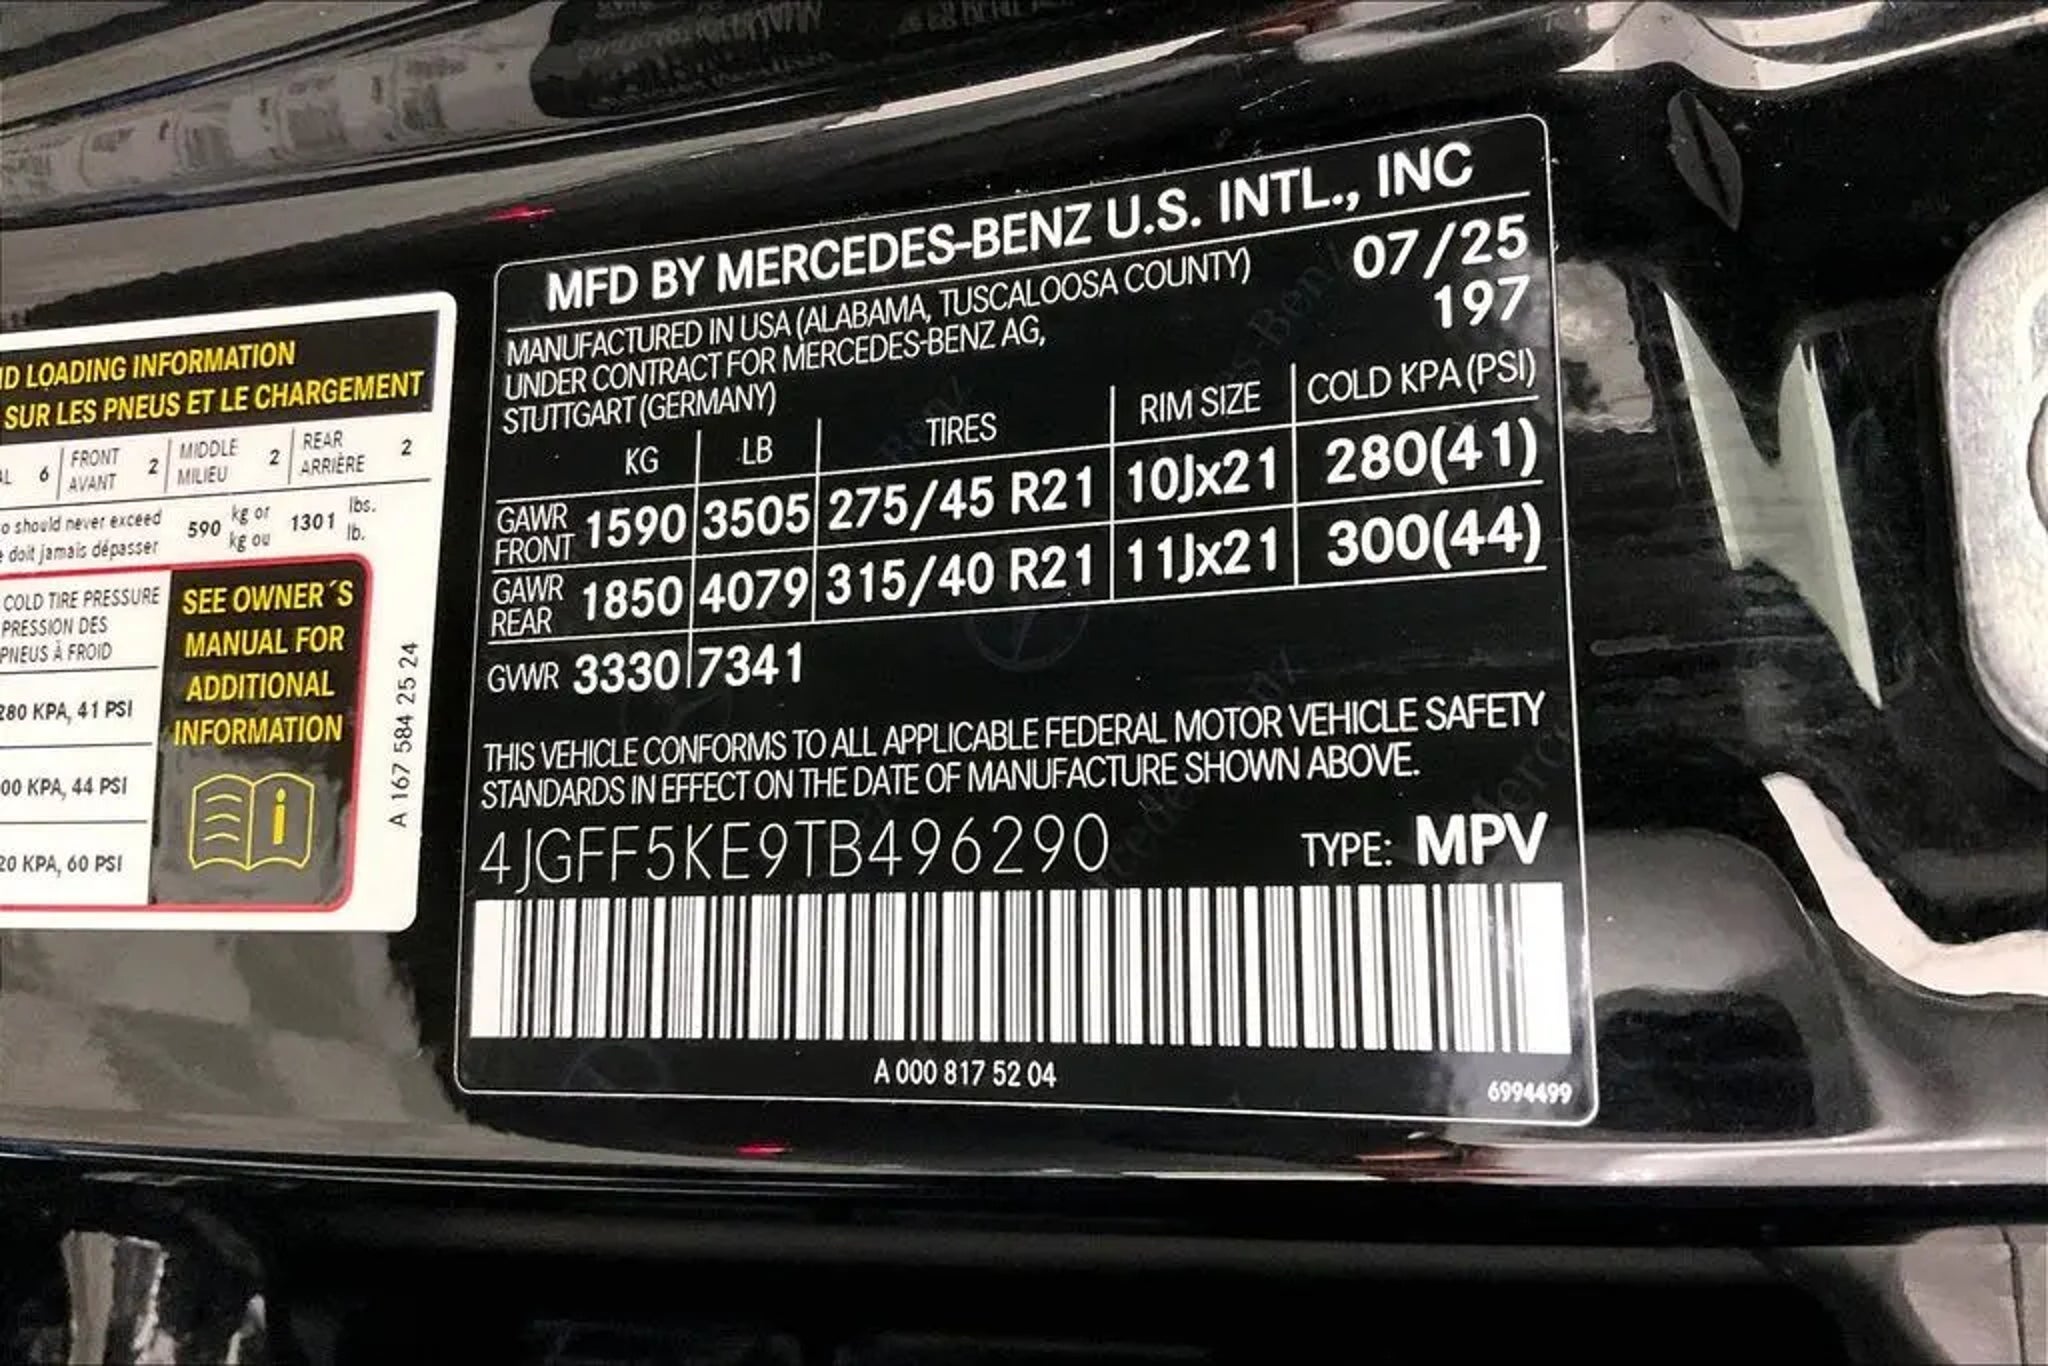 MFD BY MERCEDES-BENZ U.S. INTL., INC
MANUFACTURED IN USA (ALABAMA, TUSCALOOSA COUNTY) 07/25
UNDER CONTRACT FOR MERCEDES-BENZ AG, 197
STUTTGART (GERMANY)
KG LB TIRES RIM SIZE COLD KPA (PSI)
GAWR FRONT 1590 3505 275/45 R21 10Jx21 280(41)
GAWR REAR 1850 4079 315/40 R21 11Jx21 300(44)
GVWR 3330 7341
THIS VEHICLE CONFORMS TO ALL APPLICABLE FEDERAL MOTOR VEHICLE SAFETY
STANDARDS IN EFFECT ON THE DATE OF MANUFACTURE SHOWN ABOVE.
4JGFF5KE9TB496290 TYPE: MPV
A 000 817 52 04
6994499
LOADING INFORMATION
SUR LES PNEUS ET LE CHARGEMENT
6 FRONT AVANT 2 MIDDLE MILIEU 2 REAR ARRIÈRE 2
should never exceed 590 kg or 1301 lbs.
doit jamais dépasser kg ou lb.
COLD TIRE PRESSURE
PRESSION DES
PNEUS À FROID
280 KPA, 41 PSI
KPA, 44 PSI
KPA, 60 PSI
SEE OWNER´S
MANUAL FOR
ADDITIONAL
INFORMATION
A 167 584 25 24